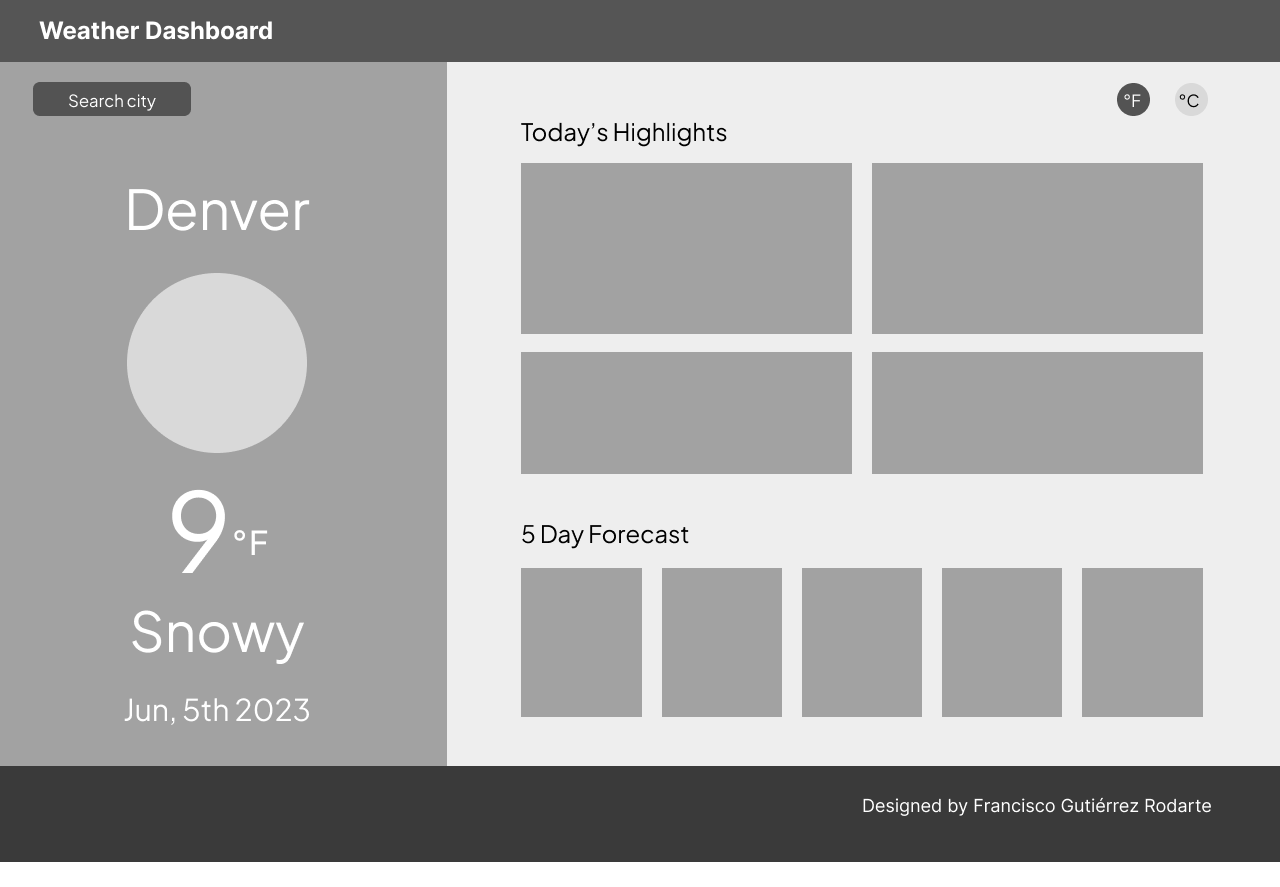 Weather Dashboard
Search city
°F
°C
Today’s Highlights
Denver
9 °F
Snowy
Jun, 5th 2023
5 Day Forecast
Designed by Francisco Gutiérrez Rodarte